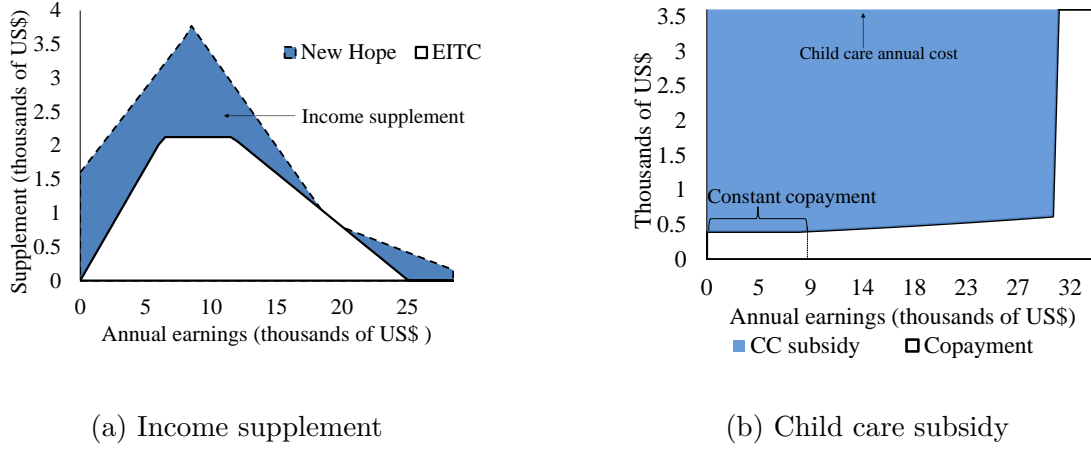 Supplement (thousands of US$)
4
3.5
3
2.5
2
1.5
1
0.5
0
New Hope
EITC
Income supplement
0
5
10
15
20
25
Annual earnings (thousands of US$ )
(a) Income supplement
Thousands of US$
3.5
3
2.5
2
1.5
1
0.5
0
Child care annual cost
Constant copayment
0
5
9
14
18
23
27
32
Annual earnings (thousands of US$)
CC subsidy
Copayment
(b) Child care subsidy